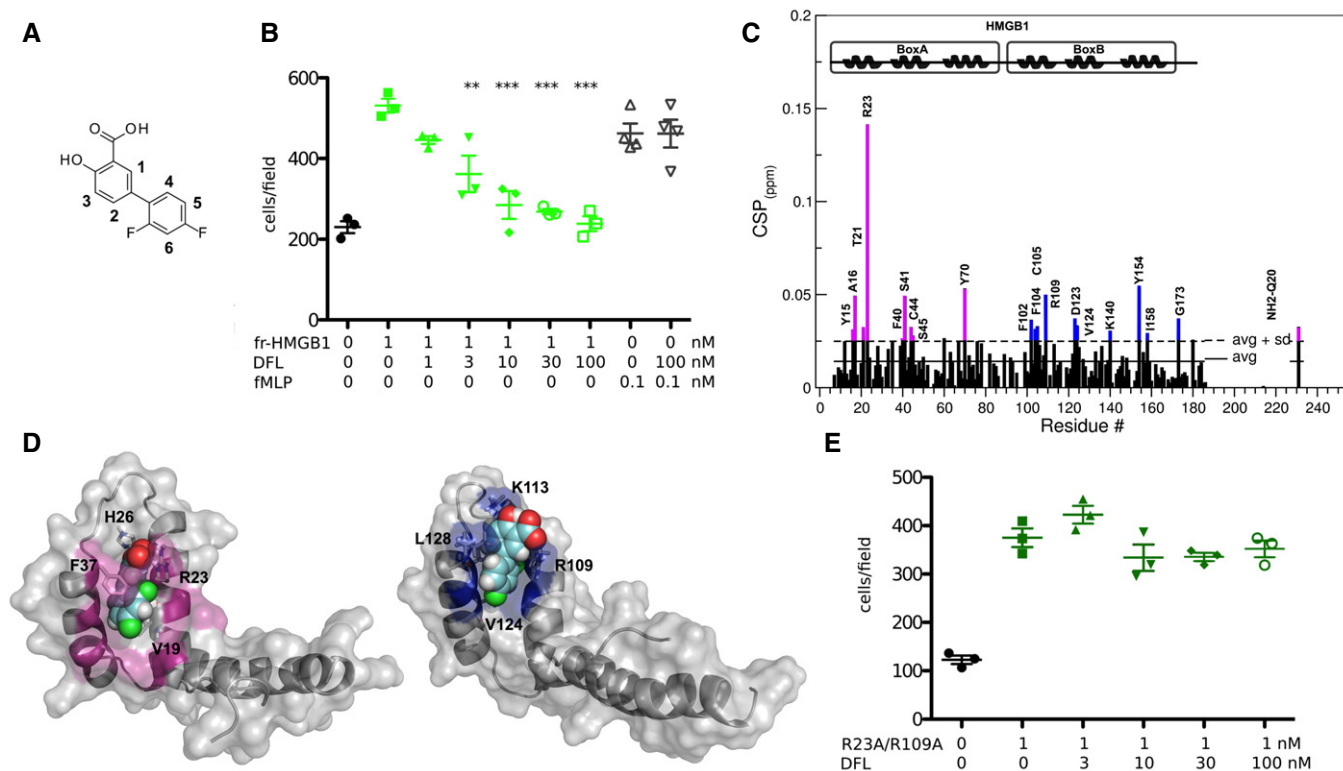 A
O
OH
HO
1
4
3
5
2
F
F
6
B
600
400
200
0
cells/field
** *** *** ***
fr-HMGB1 0 1 1 1 1 1 1 0 0 nM
DFL 0 0 1 3 10 30 100 0 100 nM
fMLP 0 0 0 0 0 0 0 0.1 0.1 nM
C
HMGB1
BoxA BoxB
0.2
0.15
0.1
0.05
0
CSP(ppm)
Y15
A16
T21
R23
F40
S41
C44
S45
Y70
F102
F104
C105
R109
D123
V124
K140
Y154
I158
G173
NH2-Q20
avg + sd
avg
0 20 40 60 80 100 120 140 160 180 200 220 240
Residue #
D
H26
F37
R23
V19
K113
L128
R109
V124
E
500
400
300
200
100
0
cells/field
R23A/R109A 0 1 1 1 1 1 nM
DFL 0 0 3 10 30 100 nM